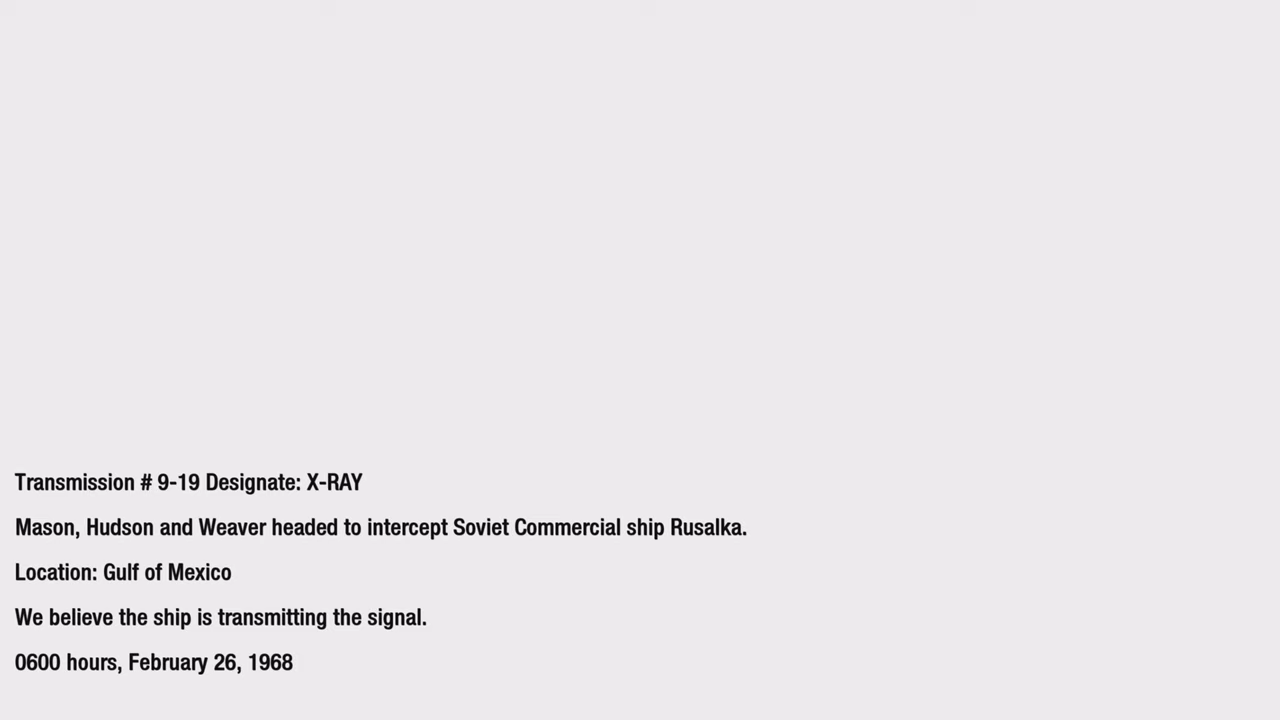 Transmission # 9-19 Designate: X-RAY
Mason, Hudson and Weaver headed to intercept Soviet Commercial ship Rusalka.
Location: Gulf of Mexico
We believe the ship is transmitting the signal.
0600 hours, February 26, 1968